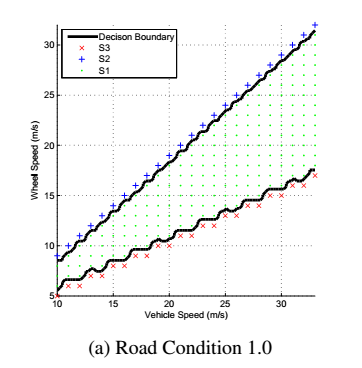 Decison Boundary
S3
S2
S1
30
25
20
15
10
5
Wheel Speed (m/s)
10 15 20 25 30
Vehicle Speed (m/s)
(a) Road Condition 1.0